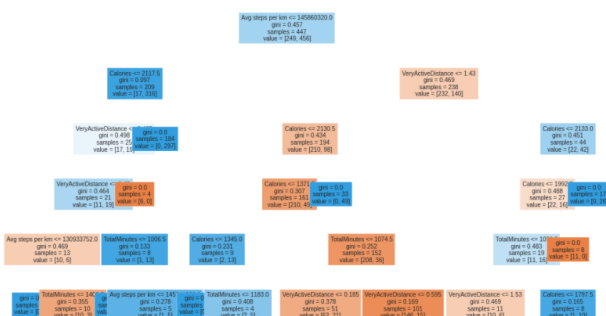 Avg steps per km <= 145860320.0
gini = 0.457
samples = 447
value = [249, 456]
Calories <= 2117.5
gini = 0.097
samples = 209
value = [17, 316]
VeryActiveDistance <= 1.43
gini = 0.469
samples = 238
value = [232, 140]
VeryActiveDistance
gini = 0.498
samples = 25
value = [17, 19]
gini = 0.0
samples = 184
value = [0, 297]
Calories <= 2130.5
gini = 0.434
samples = 194
value = [210, 98]
Calories <= 2133.0
gini = 0.451
samples = 44
value = [22, 42]
VeryActiveDistance
gini = 0.464
samples = 21
value = [11, 19]
gini = 0.0
samples = 4
value = [6, 0]
Calories <= 1371
gini = 0.307
samples = 161
value = [210, 49]
gini = 0.0
samples = 33
value = [0, 49]
Calories <= 1992
gini = 0.488
samples = 27
value = [22, 16]
gini = 0.0
samples = 17
Avg steps per km <= 130933752.0
gini = 0.469
samples = 13
value = [10, 6]
TotalMinutes <= 1006.5
gini = 0.133
samples = 8
value = [1, 13]
Calories <= 1345.0
gini = 0.231
samples = 9
value = [2, 13]
TotalMinutes <= 1074.5
gini = 0.252
samples = 152
value = [208, 36]
TotalMinutes <=
gini = 0.483
samples = 19
value = [11, 16]
gini = 0.0
samples = 8
value = [11, 0]
TotalMinutes <=
gini = 0.355
samples = 10
Avg steps per km <=
gini = 0.278
samples = 5
TotalMinutes <= 1183.0
gini = 0.408
samples = 4
VeryActiveDistance <= 0.185
gini = 0.378
samples = 51
VeryActiveDistance <= 0.595
gini = 0.169
samples = 101
VeryActiveDistance <= 1.53
gini = 0.469
samples = 11
Calories <= 1797.5
gini = 0.165
samples = 8